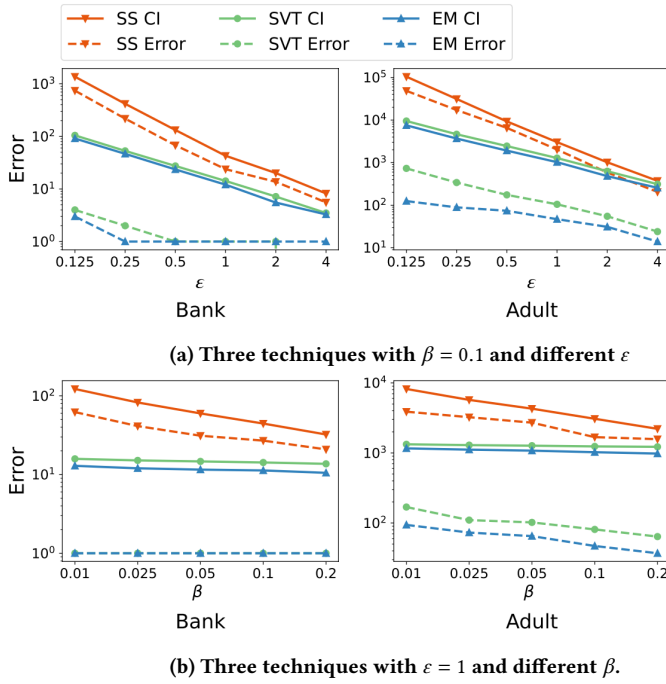 SS CI SVT CI EM CI
SS Error SVT Error EM Error
Error
10³
10²
10¹
10⁰
0.125 0.25 0.5 1 2 4
ε
Bank
10⁵
10⁴
10³
10²
10¹
0.125 0.25 0.5 1 2 4
ε
Adult
(a) Three techniques with β = 0.1 and different ε
Error
10²
10¹
10⁰
0.01 0.025 0.05 0.1 0.2
β
Bank
10⁴
10³
10²
0.01 0.025 0.05 0.1 0.2
β
Adult
(b) Three techniques with ε = 1 and different β.